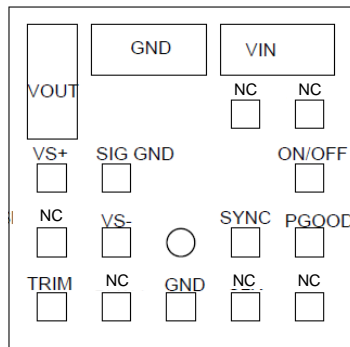 GND VIN
VOUT NC NC
VS+ SIG GND ON/OFF
NC VS- SYNC PGOOD
TRIM NC GND NC NC